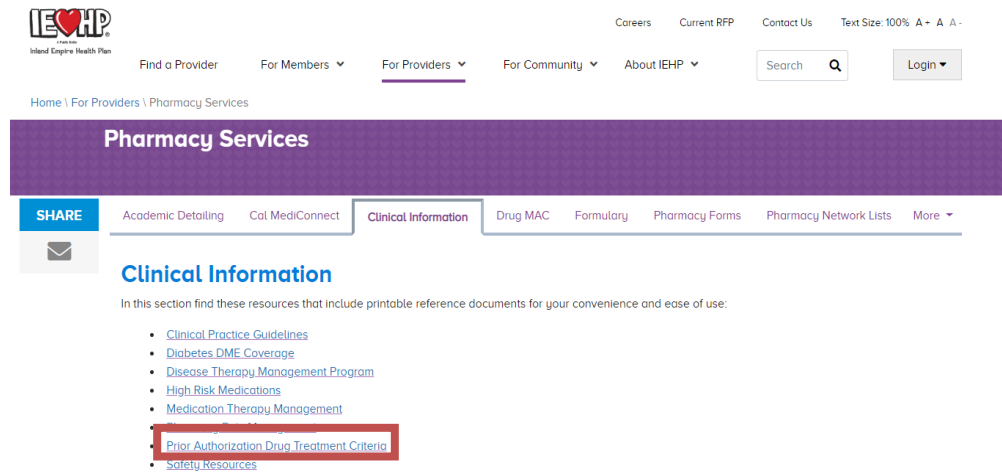 IEHP
A Public Entity
Inland Empire Health Plan
Careers Current RFP Contact Us Text Size: 100% A + A A -
Find a Provider For Members For Providers For Community About IEHP Search Login
Home \ For Providers \ Pharmacy Services
Pharmacy Services
SHARE Academic Detailing Cal MediConnect Clinical Information Drug MAC Formulary Pharmacy Forms Pharmacy Network Lists More
Clinical Information
In this section find these resources that include printable reference documents for your convenience and ease of use:
Clinical Practice Guidelines
Diabetes DME Coverage
Disease Therapy Management Program
High Risk Medications
Medication Therapy Management
Prior Authorization Drug Treatment Criteria
Safety Resources